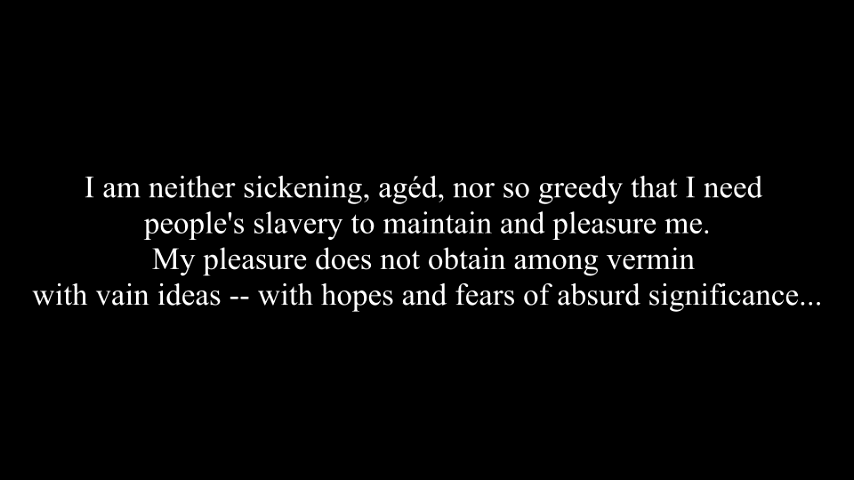 I am neither sickening, agéd, nor so greedy that I need
people's slavery to maintain and pleasure me.
My pleasure does not obtain among vermin
with vain ideas -- with hopes and fears of absurd significance...